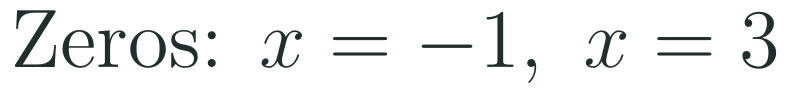 Zeros: x = −1, x = 3